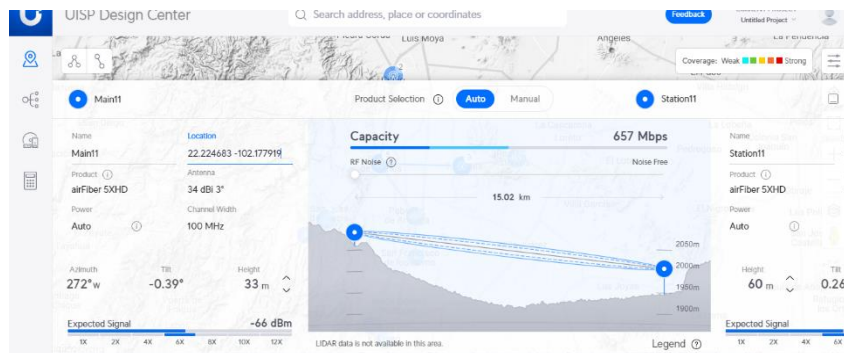 U UISP Design Center
Search address, place or coordinates
Feedback
Untitled Project
Luis Moya
Angeles
La Pendencia
2
Coverage: Weak Strong
Main11
Product Selection Auto Manual
Station11
Name
Location
Main11
22.224683 -102.177919
Product
Antenna
airFiber 5XHD
34 dBi 3°
Power
Channel Width
Auto
100 MHz
Azimuth
Tilt
Height
272° w
-0.39°
33 m
Expected Signal
-66 dBm
1X 2X 4X 6X 8X 10X 12X
Capacity
657 Mbps
RF Noise
Noise Free
15.02 km
2050m
2000m
1950m
1900m
LIDAR data is not available in this area.
Legend
Name
Station11
Product
airFiber 5XHD
Power
Auto
Height
Tilt
60 m
0.26
Expected Signal
1X 2X 4X 6X